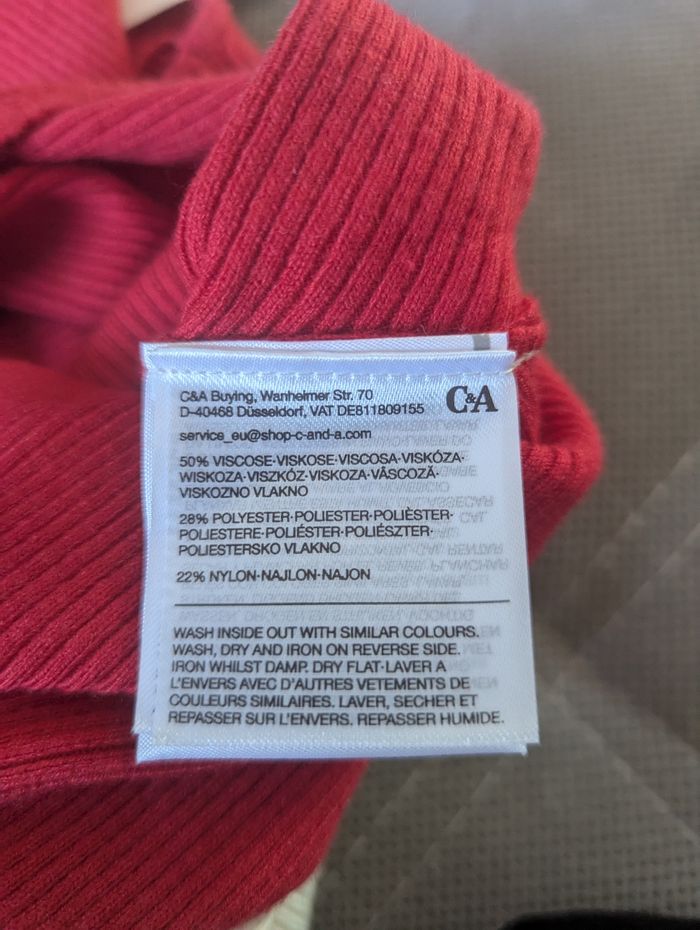 C&A Buying, Wanheimer Str. 70
D-40468 Düsseldorf, VAT DE811809155
C&A
service_eu@shop-c-and-a.com
50% VISCOSE·VISKOSE·VISCOSA·VISKÓZA·
WISKOZA·VISZKÓZ·VISKOZA·VÂSCOZĂ·
VISKOZNO VLAKNO
28% POLYESTER·POLIESTER·POLIÈSTER·
POLIESTERE·POLIÉSTER·POLIÉSZTER·
POLIESTERSKO VLAKNO
22% NYLON·NAJLON·NAJON
WASH INSIDE OUT WITH SIMILAR COLOURS.
WASH, DRY AND IRON ON REVERSE SIDE.
IRON WHILST DAMP. DRY FLAT·LAVER A
L'ENVERS AVEC D'AUTRES VETEMENTS DE
COULEURS SIMILAIRES. LAVER, SECHER ET
REPASSER SUR L'ENVERS. REPASSER HUMIDE.